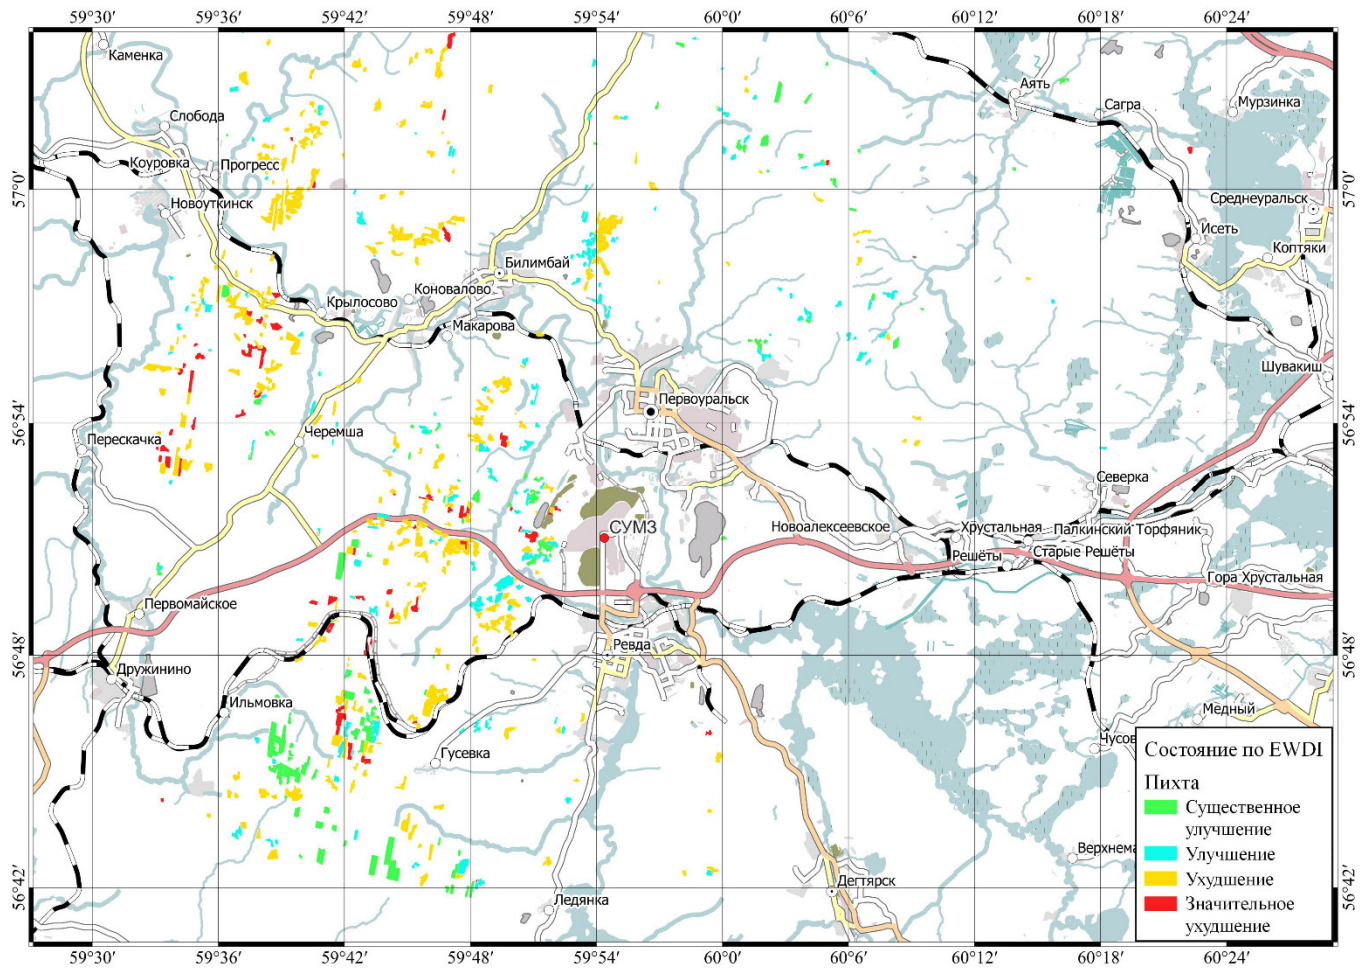 59°30' 59°36' 59°42' 59°48' 59°54' 60°0' 60°6' 60°12' 60°18' 60°24'
Каменка
Аять
Слобода
Сагра
Мурзинка
Коуровка
Прогресс
57°0' 57°0'
Новоуткинск
Среднеуральск
Исеть
Коптяки
Билимбай
Крылосово
Коновалово
Макарова
Шувакиш
Первоуральск
56°54' 56°54'
Перескачка
Черемша
Северка
СУМЗ
Новоалексеевское
Хрустальная
Палкинский Торфяник
Решёты
Старые Решёты
Гора Хрустальная
Первомайское
56°48' 56°48'
Ревда
Дружинино
Ильмовка
Медный
Гусевка
Чусов
Состояние по EWDI
Пихта
Существенное
улучшение
Улучшение
Верхнема
Ухудшение
56°42' 56°42'
Дегтярск
Ледянка
Значительное
ухудшение
59°30' 59°36' 59°42' 59°48' 59°54' 60°0' 60°6' 60°12' 60°18' 60°24'